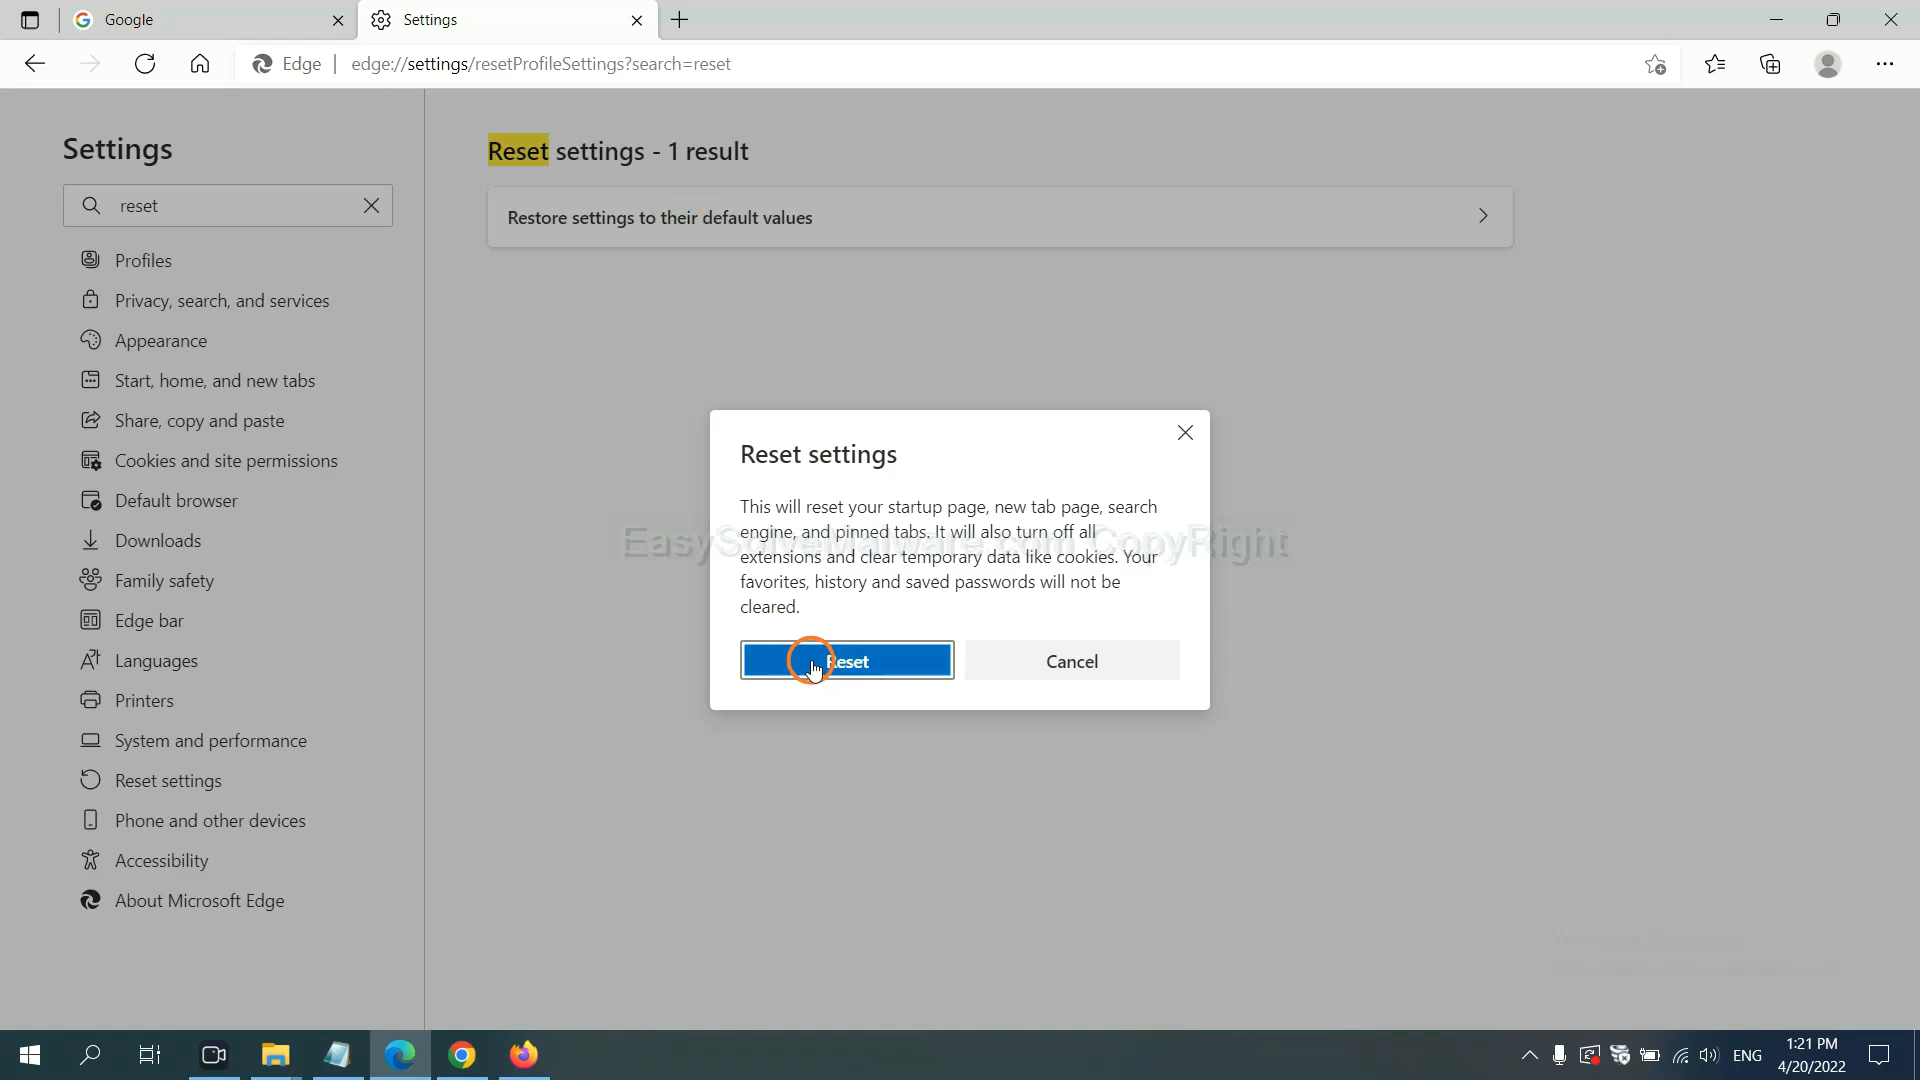 Google
Settings
Edge
edge://settings/resetProfileSettings?search=reset
Settings
reset
Profiles
Privacy, search, and services
Appearance
Start, home, and new tabs
Share, copy and paste
Cookies and site permissions
Default browser
Downloads
Family safety
Edge bar
Languages
Printers
System and performance
Reset settings
Phone and other devices
Accessibility
About Microsoft Edge
Reset settings - 1 result
Restore settings to their default values
Reset settings
This will reset your startup page, new tab page, search
engine, and pinned tabs. It will also turn off all
extensions and clear temporary data like cookies. Your
favorites, history and saved passwords will not be
cleared.
EasySolveMalware.com CopyRight
Reset
Cancel
ENG
1:21 PM
4/20/2022